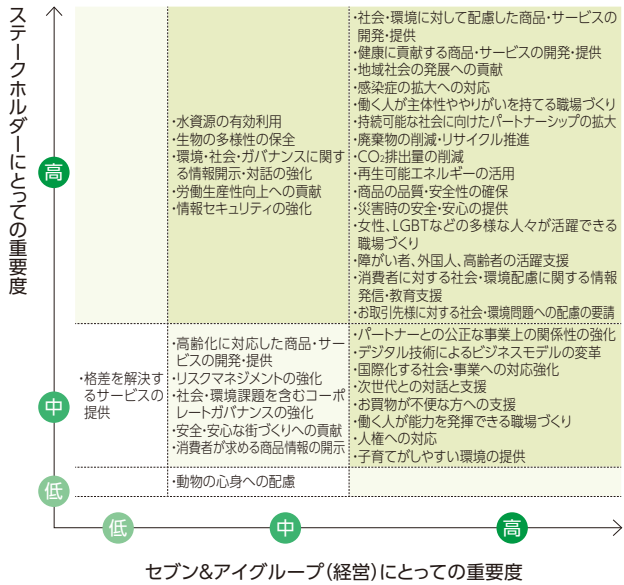 ステークホルダーにとっての重要度
高
・水資源の有効利用
・生物の多様性の保全
・環境・社会・ガバナンスに関す
る情報開示・対話の強化
・労働生産性向上への貢献
・情報セキュリティの強化
・社会・環境に対して配慮した商品・サービスの
開発・提供
・健康に貢献する商品・サービスの開発・提供
・地域社会の発展への貢献
・感染症の拡大への対応
・働く人が主体性ややりがいを持てる職場づくり
・持続可能な社会に向けたパートナーシップの拡大
・廃棄物の削減・リサイクル推進
・CO₂排出量の削減
・再生可能エネルギーの活用
・商品の品質・安全性の確保
・災害時の安全・安心の提供
・女性、LGBTなどの多様な人々が活躍できる
職場づくり
・障がい者、外国人、高齢者の活躍支援
・消費者に対する社会・環境配慮に関する情報
発信・教育支援
・お取引先様に対する社会・環境問題への配慮の要請
中
・格差を解決す
るサービスの
提供
・高齢化に対応した商品・サー
ビスの開発・提供
・リスクマネジメントの強化
・社会・環境課題を含むコーポ
レートガバナンスの強化
・安全・安心な街づくりへの貢献
・消費者が求める商品情報の開示
・パートナーとの公正な事業上の関係性の強化
・デジタル技術によるビジネスモデルの変革
・国際化する社会・事業への対応強化
・次世代との対話と支援
・お買物が不便な方への支援
・働く人が能力を発揮できる職場づくり
・人権への対応
・子育てがしやすい環境の提供
低
・動物の心身への配慮
低
中
高
セブン&アイグループ（経営）にとっての重要度